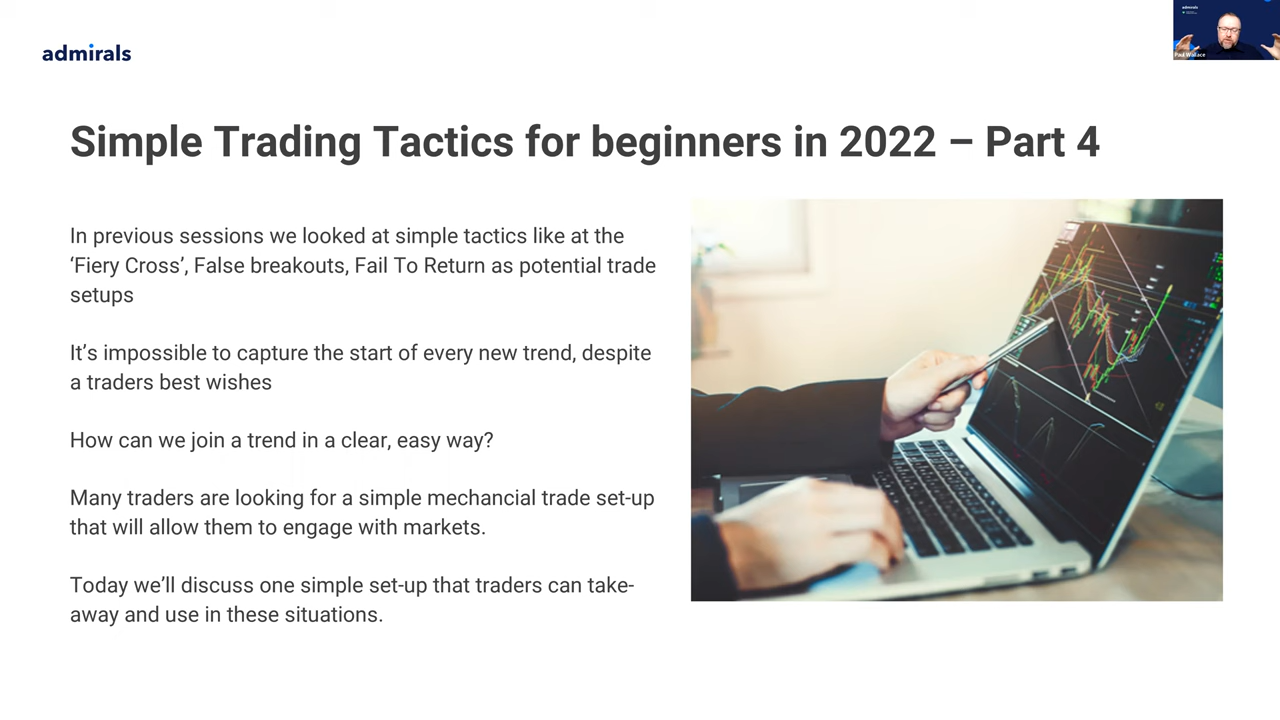 admirals
admirals
Paul Wallace
Simple Trading Tactics for beginners in 2022 – Part 4
In previous sessions we looked at simple tactics like at the
‘Fiery Cross’, False breakouts, Fail To Return as potential trade
setups
It’s impossible to capture the start of every new trend, despite
a traders best wishes
How can we join a trend in a clear, easy way?
Many traders are looking for a simple mechancial trade set-up
that will allow them to engage with markets.
Today we’ll discuss one simple set-up that traders can take-
away and use in these situations.